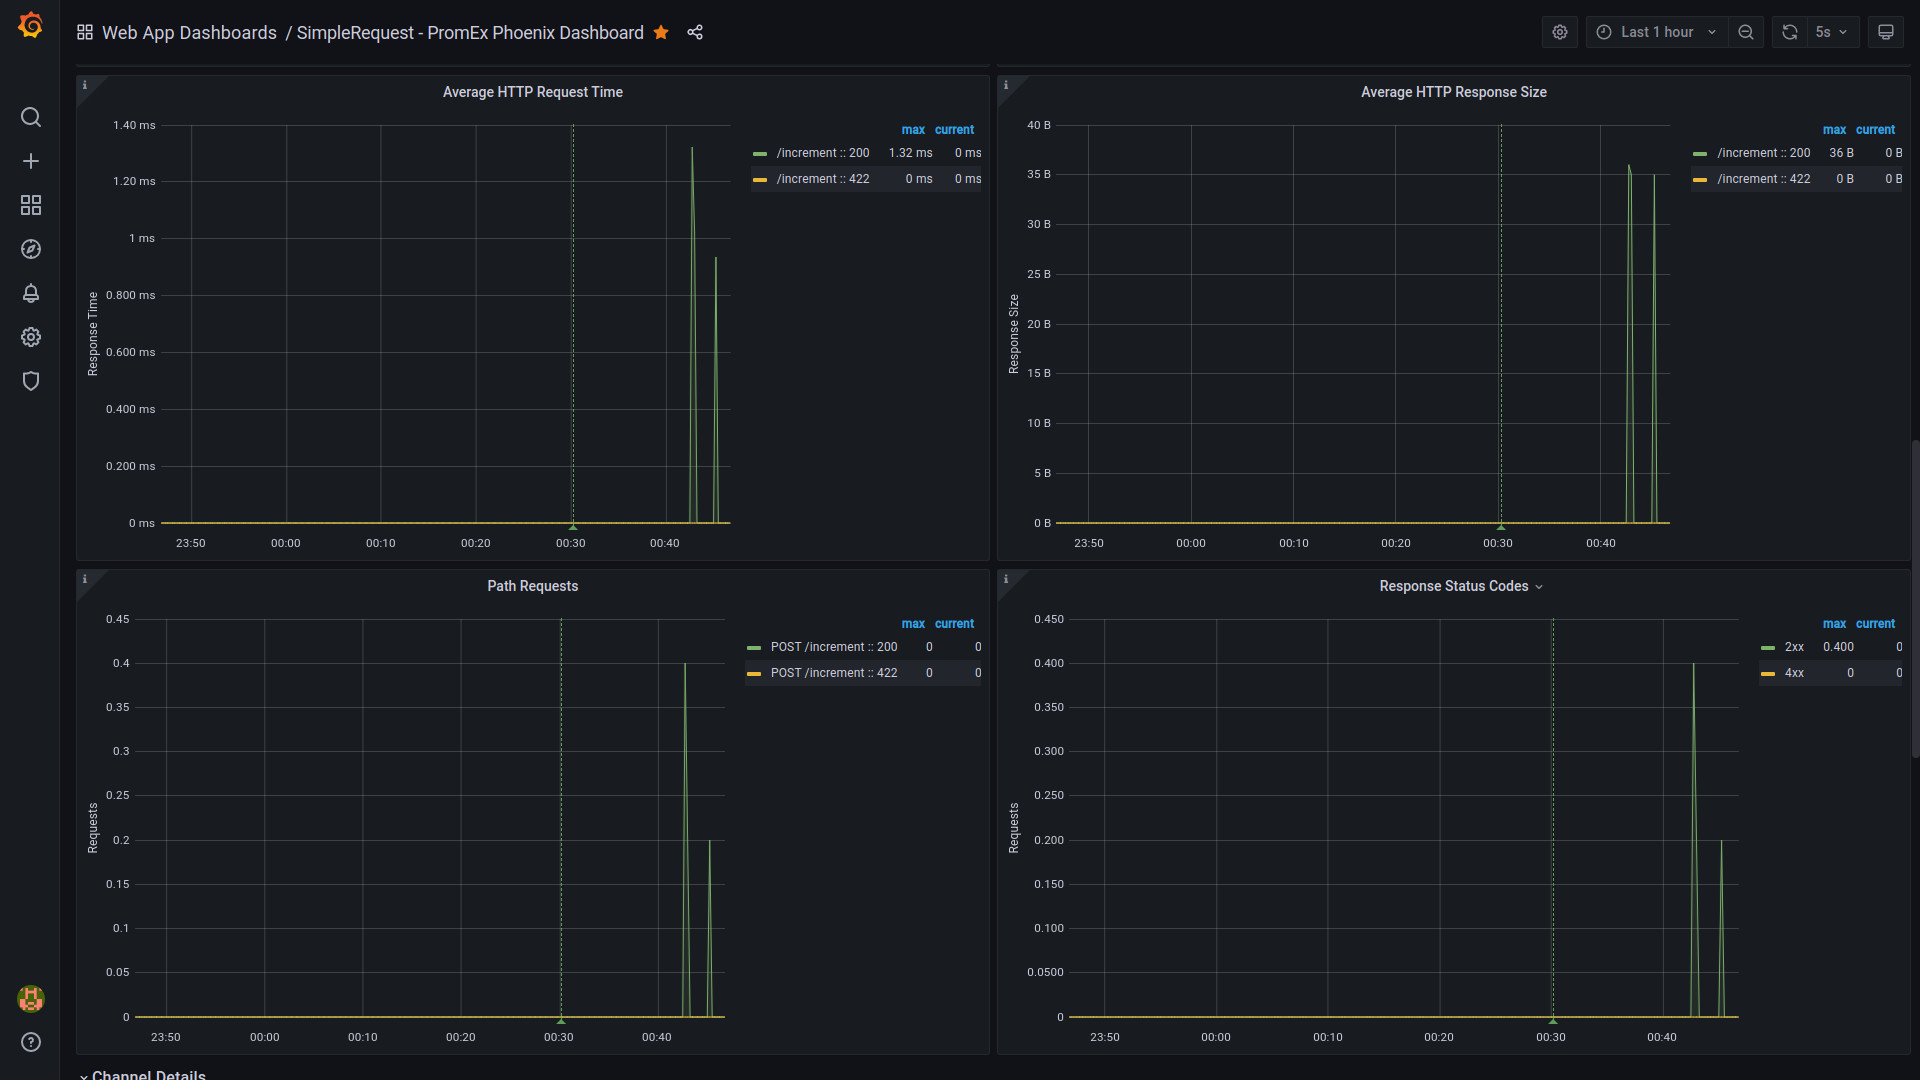 Web App Dashboards / SimpleRequest - PromEx Phoenix Dashboard
Last 1 hour
5s
i
Average HTTP Request Time
1.40 ms
1.20 ms
1 ms
0.800 ms
0.600 ms
0.400 ms
0.200 ms
0 ms
Response Time
23:50 00:00 00:10 00:20 00:30 00:40
max current
/increment :: 200 1.32 ms 0 ms
/increment :: 422 0 ms 0 ms
i
Average HTTP Response Size
40 B
35 B
30 B
25 B
20 B
15 B
10 B
5 B
0 B
Response Size
23:50 00:00 00:10 00:20 00:30 00:40
max current
/increment :: 200 36 B 0 B
/increment :: 422 0 B 0 B
i
Path Requests
0.45
0.4
0.35
0.3
0.25
0.2
0.15
0.1
0.05
0
Requests
23:50 00:00 00:10 00:20 00:30 00:40
max current
POST /increment :: 200 0 0
POST /increment :: 422 0 0
i
Response Status Codes
0.450
0.400
0.350
0.300
0.250
0.200
0.150
0.100
0.0500
0
Requests
23:50 00:00 00:10 00:20 00:30 00:40
max current
2xx 0.400 0
4xx 0 0
?
Channel Details